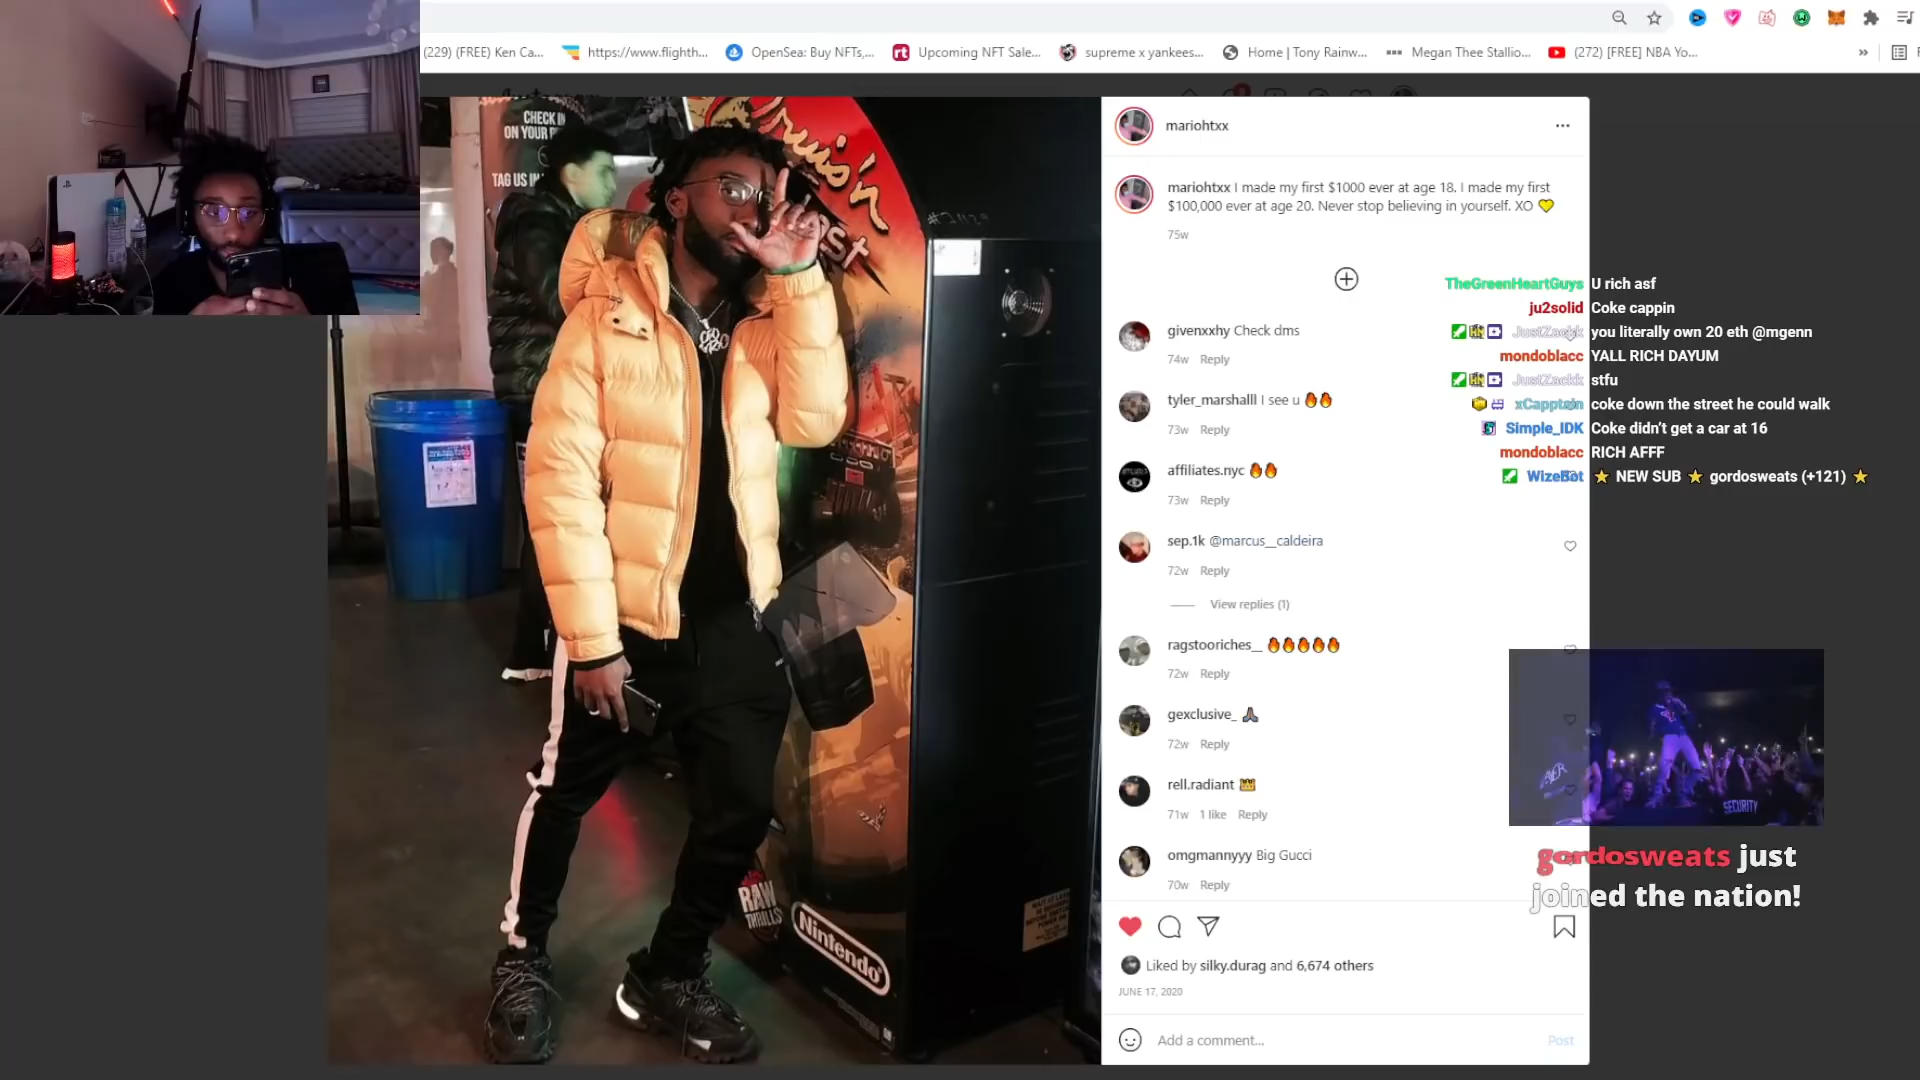 (229) (FREE) Ken Ca...
https://www.flighth...
OpenSea: Buy NFTs,...
rt
Upcoming NFT Sale...
supreme x yankees...
Home | Tony Rainw...
Megan Thee Stallio...
(272) [FREE] NBA Yo...
»
CHECK IN
ON YOUR
TAG US IN
RAW
THRILLS
Nintendo
mariohtxx
...
mariohtxx I made my first $1000 ever at age 18. I made my first
$100,000 ever at age 20. Never stop believing in yourself. XO 💛
75w
givenxxhy Check dms
74w Reply
tyler_marshalll I see u 🔥🔥
73w Reply
affiliates.nyc 🔥🔥
73w Reply
sep.1k @marcus__caldeira
72w Reply
View replies (1)
ragstooriches__ 🔥🔥🔥🔥🔥
72w Reply
gexclusive_ 🙏🏾
72w Reply
rell.radiant 👑
71w 1 like Reply
omgmannyyy Big Gucci
70w Reply
Liked by silky.durag and 6,674 others
JUNE 17, 2020
Add a comment...
Post
TheGreenHeartGuys U rich asf
ju2solid Coke cappin
JustZackk you literally own 20 eth @mgenn
mondoblacc YALL RICH DAYUM
JustZackk stfu
xCapptain coke down the street he could walk
Simple_IDK Coke didn't get a car at 16
mondoblacc RICH AFFF
WizeBot ⭐ NEW SUB ⭐ gordosweats (+121) ⭐
SECURITY
gordosweats just
joined the nation!